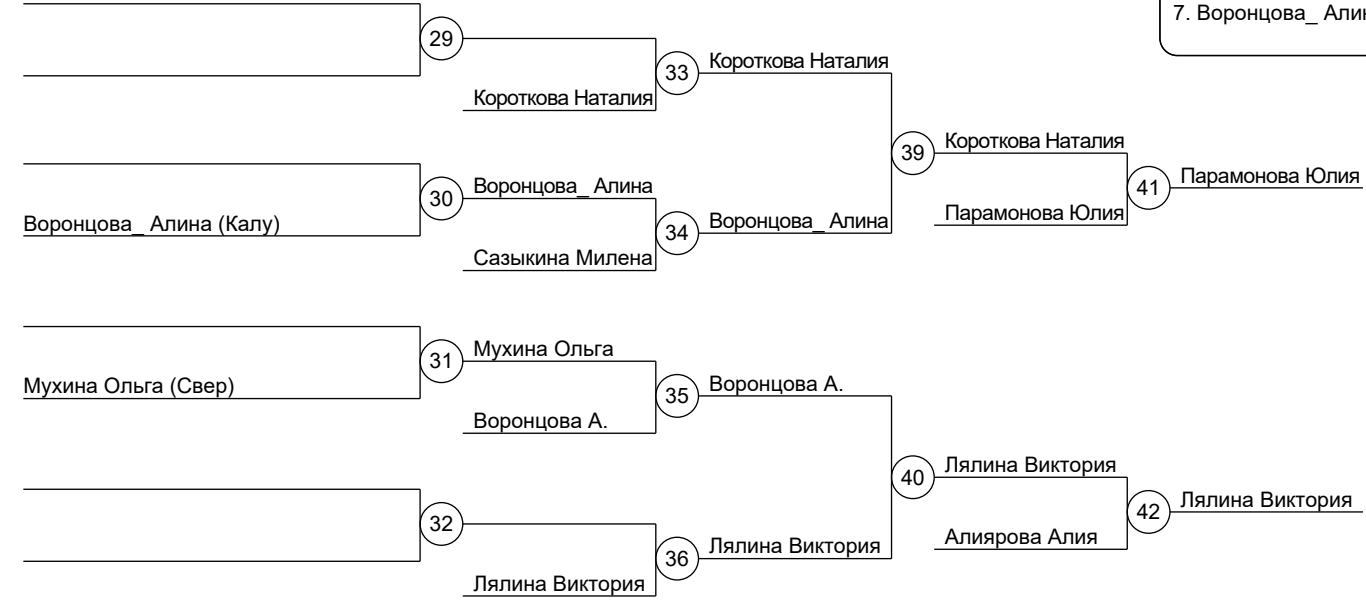 7. Воронцова_ Али
29
33
Короткова Наталия
Короткова Наталия
39
Короткова Наталия
30
Воронцова_ Алина
41
Парамонова Юлия
Воронцова_ Алина (Калу)
34
Воронцова_ Алина
Парамонова Юлия
Сазыкина Милена
31
Мухина Ольга
Мухина Ольга (Свер)
35
Воронцова А.
Воронцова А.
40
Лялина Виктория
32
42
Лялина Виктория
36
Лялина Виктория
Алиярова Алия
Лялина Виктория